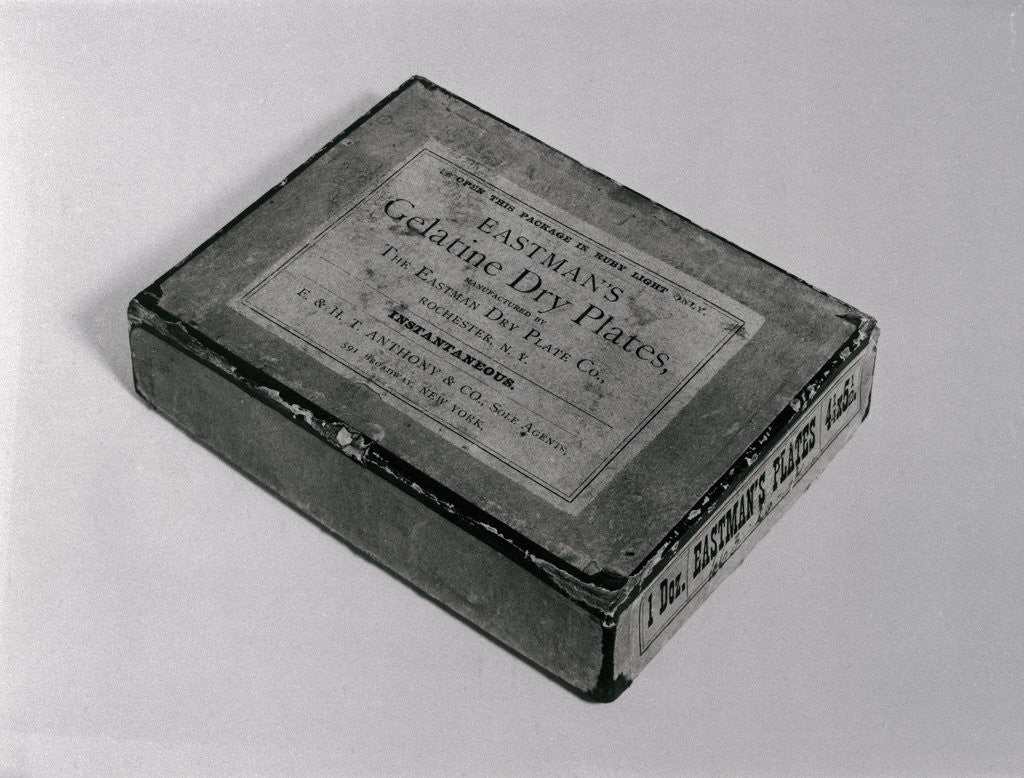 OPEN THIS PACKAGE IN RUBY LIGHT ONLY.
EASTMAN'S
Gelatine Dry Plates,
MANUFACTURED BY
THE EASTMAN DRY PLATE CO.,
ROCHESTER, N. Y.
INSTANTANEOUS.
E. & H. T. ANTHONY & CO., SOLE AGENTS,
591 BROADWAY, NEW YORK.
1 Doz. EASTMAN'S PLATES 4¼x5½